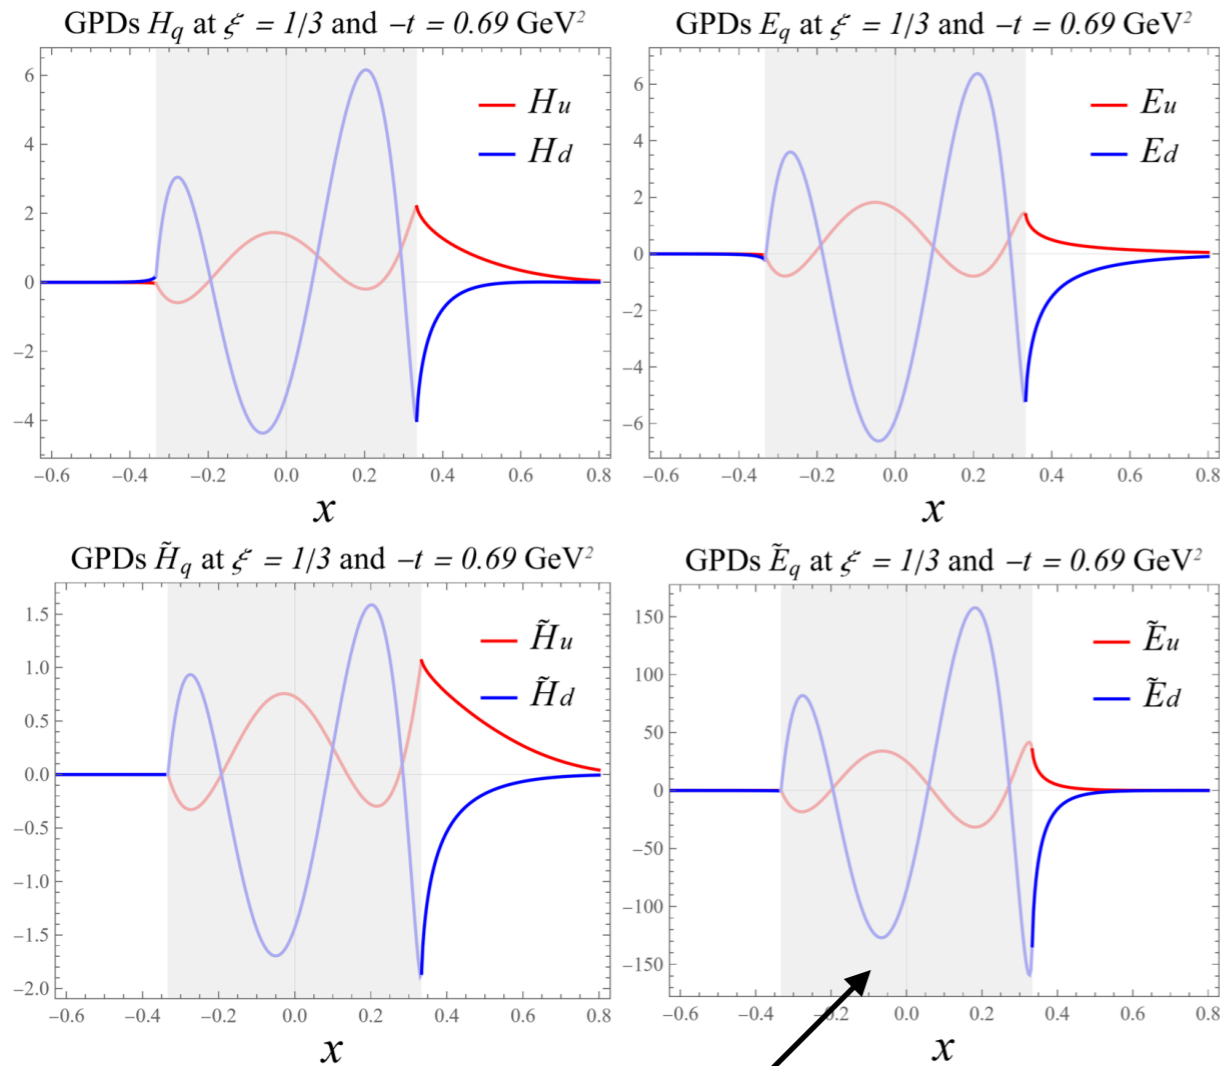 GPDs H_q at ξ = 1/3 and −t = 0.69 GeV²
6
4
2
0
−2
−4
−0.6 −0.4 −0.2 0.0 0.2 0.4 0.6 0.8
x
Hu
Hd
GPDs E_q at ξ = 1/3 and −t = 0.69 GeV²
6
4
2
0
−2
−4
−6
−0.6 −0.4 −0.2 0.0 0.2 0.4 0.6 0.8
x
Eu
Ed
GPDs H̃_q at ξ = 1/3 and −t = 0.69 GeV²
1.5
1.0
0.5
0.0
−0.5
−1.0
−1.5
−2.0
−0.6 −0.4 −0.2 0.0 0.2 0.4 0.6 0.8
x
H̃u
H̃d
GPDs Ẽ_q at ξ = 1/3 and −t = 0.69 GeV²
150
100
50
0
−50
−100
−150
−0.6 −0.4 −0.2 0.0 0.2 0.4 0.6 0.8
x
Ẽu
Ẽd